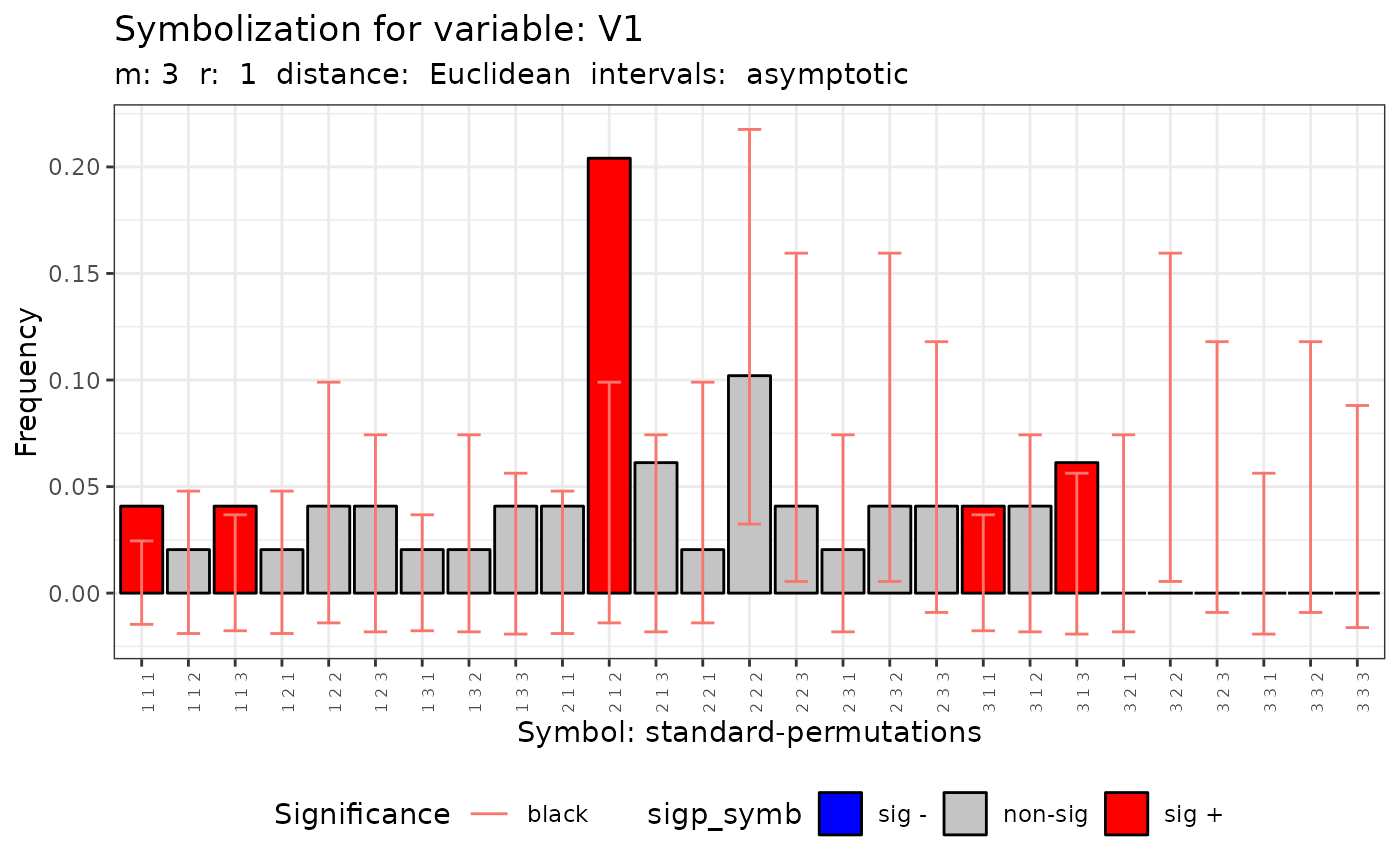 Symbolization for variable: V1
m: 3 r: 1 distance: Euclidean intervals: asymptotic
Frequency
0.20
0.15
0.10
0.05
0.00
1 1 1
1 1 2
1 1 3
1 2 1
1 2 2
1 2 3
1 3 1
1 3 2
1 3 3
2 1 1
2 1 2
2 1 3
2 2 1
2 2 2
2 2 3
2 3 1
2 3 2
2 3 3
3 1 1
3 1 2
3 1 3
3 2 1
3 2 2
3 2 3
3 3 1
3 3 2
3 3 3
Symbol: standard-permutations
Significance black sigp_symb sig - non-sig sig +